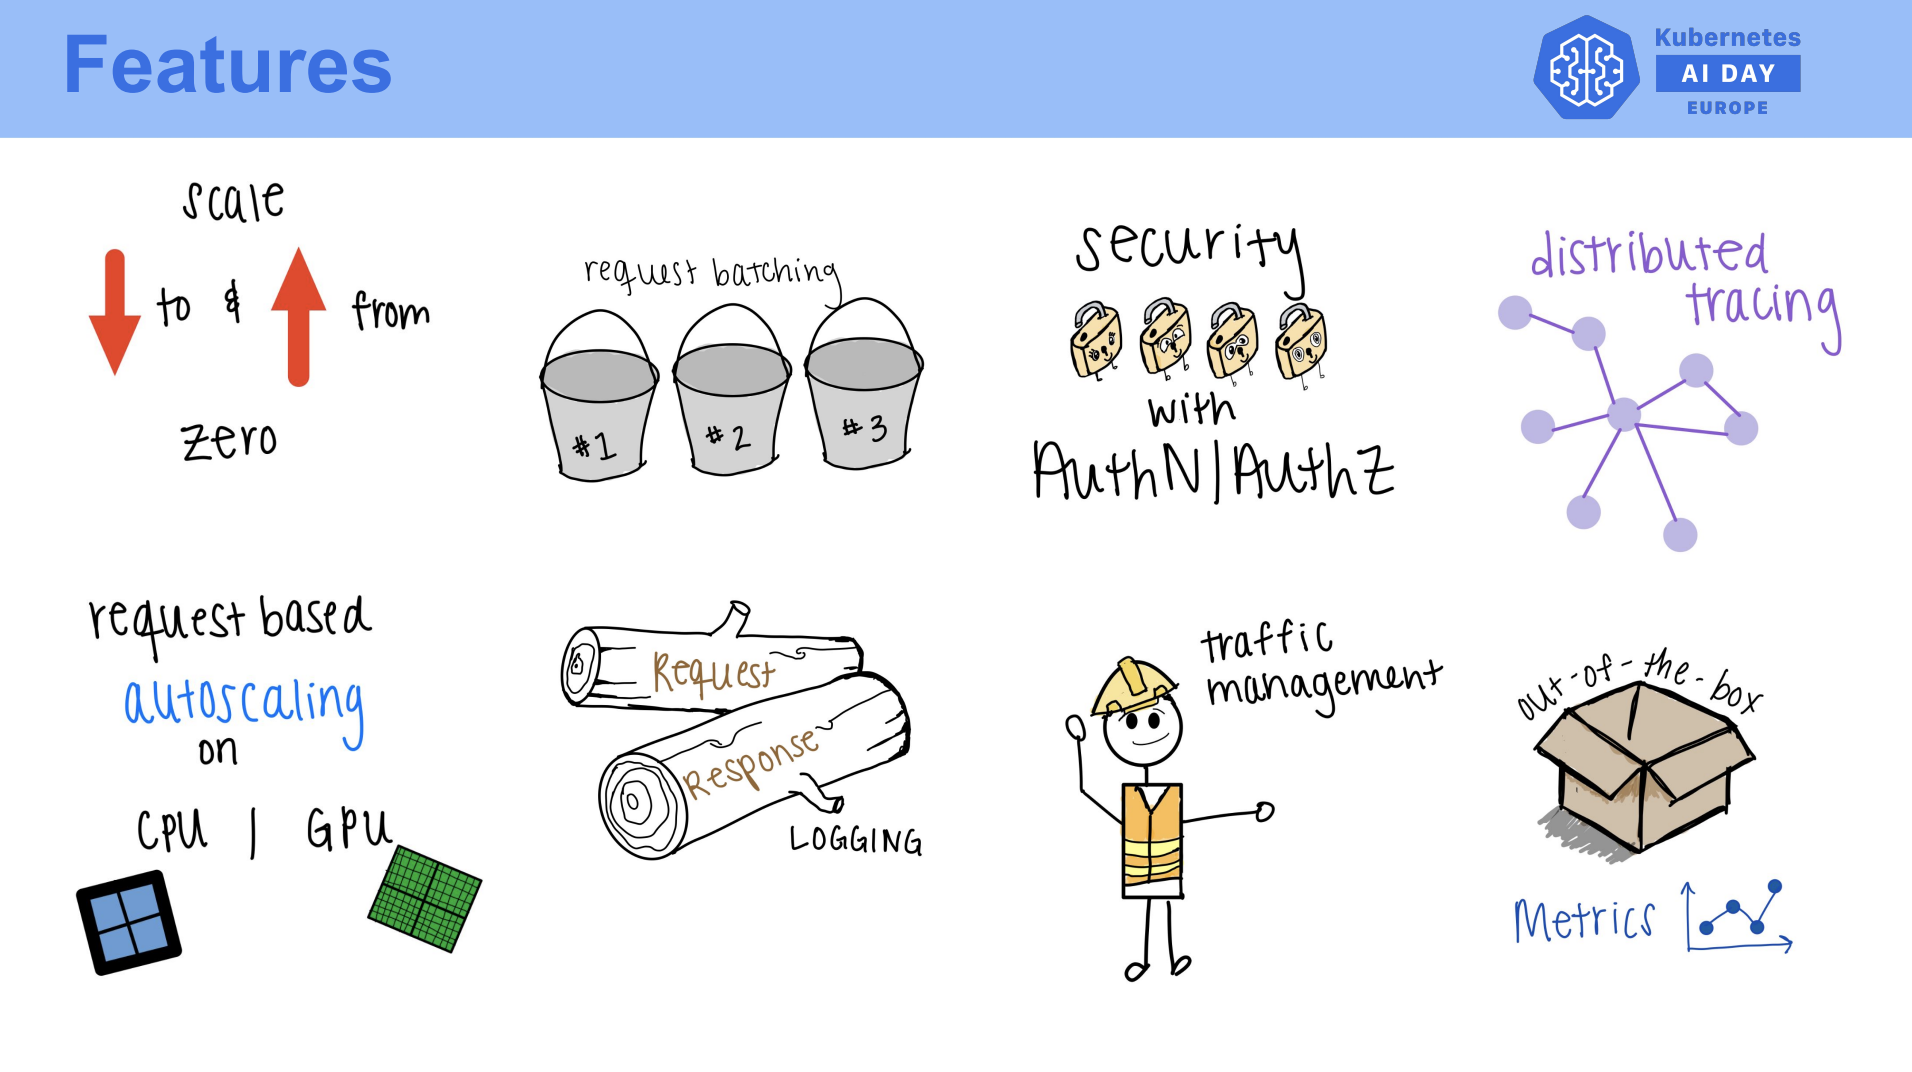 Features
Kubernetes
AI DAY
EUROPE
scale
to & from
zero
request batching
#1 #2 #3
security
with
AuthN|AuthZ
distributed
tracing
request based
autoscaling
on
CPU | GPU
Request
Response
LOGGING
traffic
management
out-of-the-box
Metrics